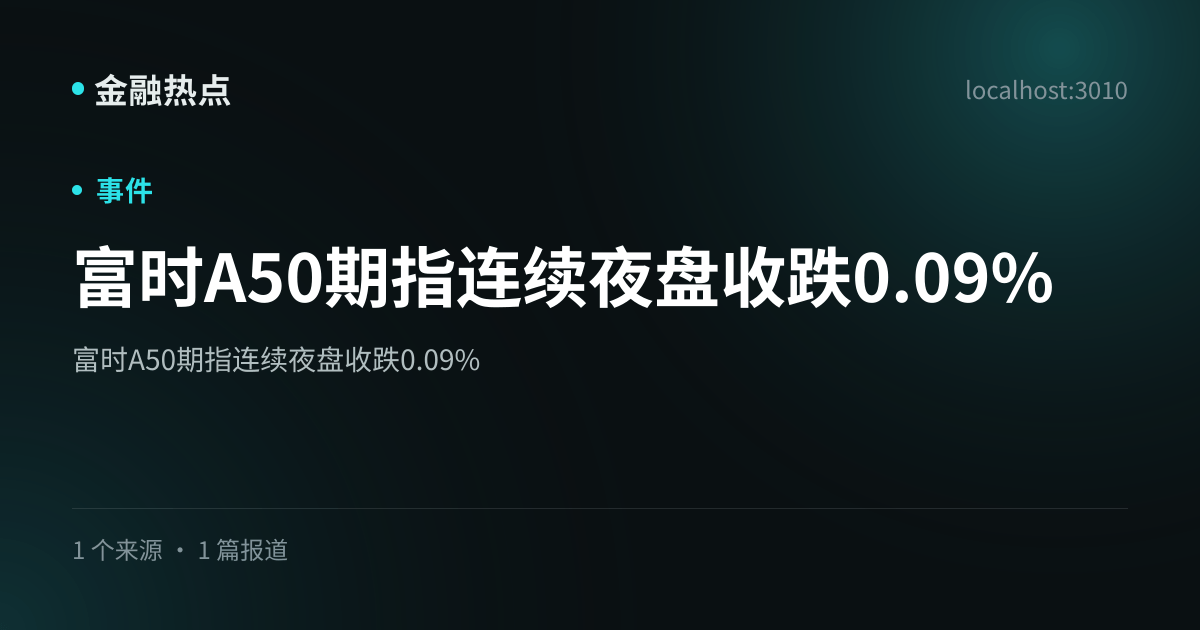 金融热点
localhost:3010
事件
富时A50期指连续夜盘收跌0.09%
富时A50期指连续夜盘收跌0.09%
1 个来源 · 1 篇报道